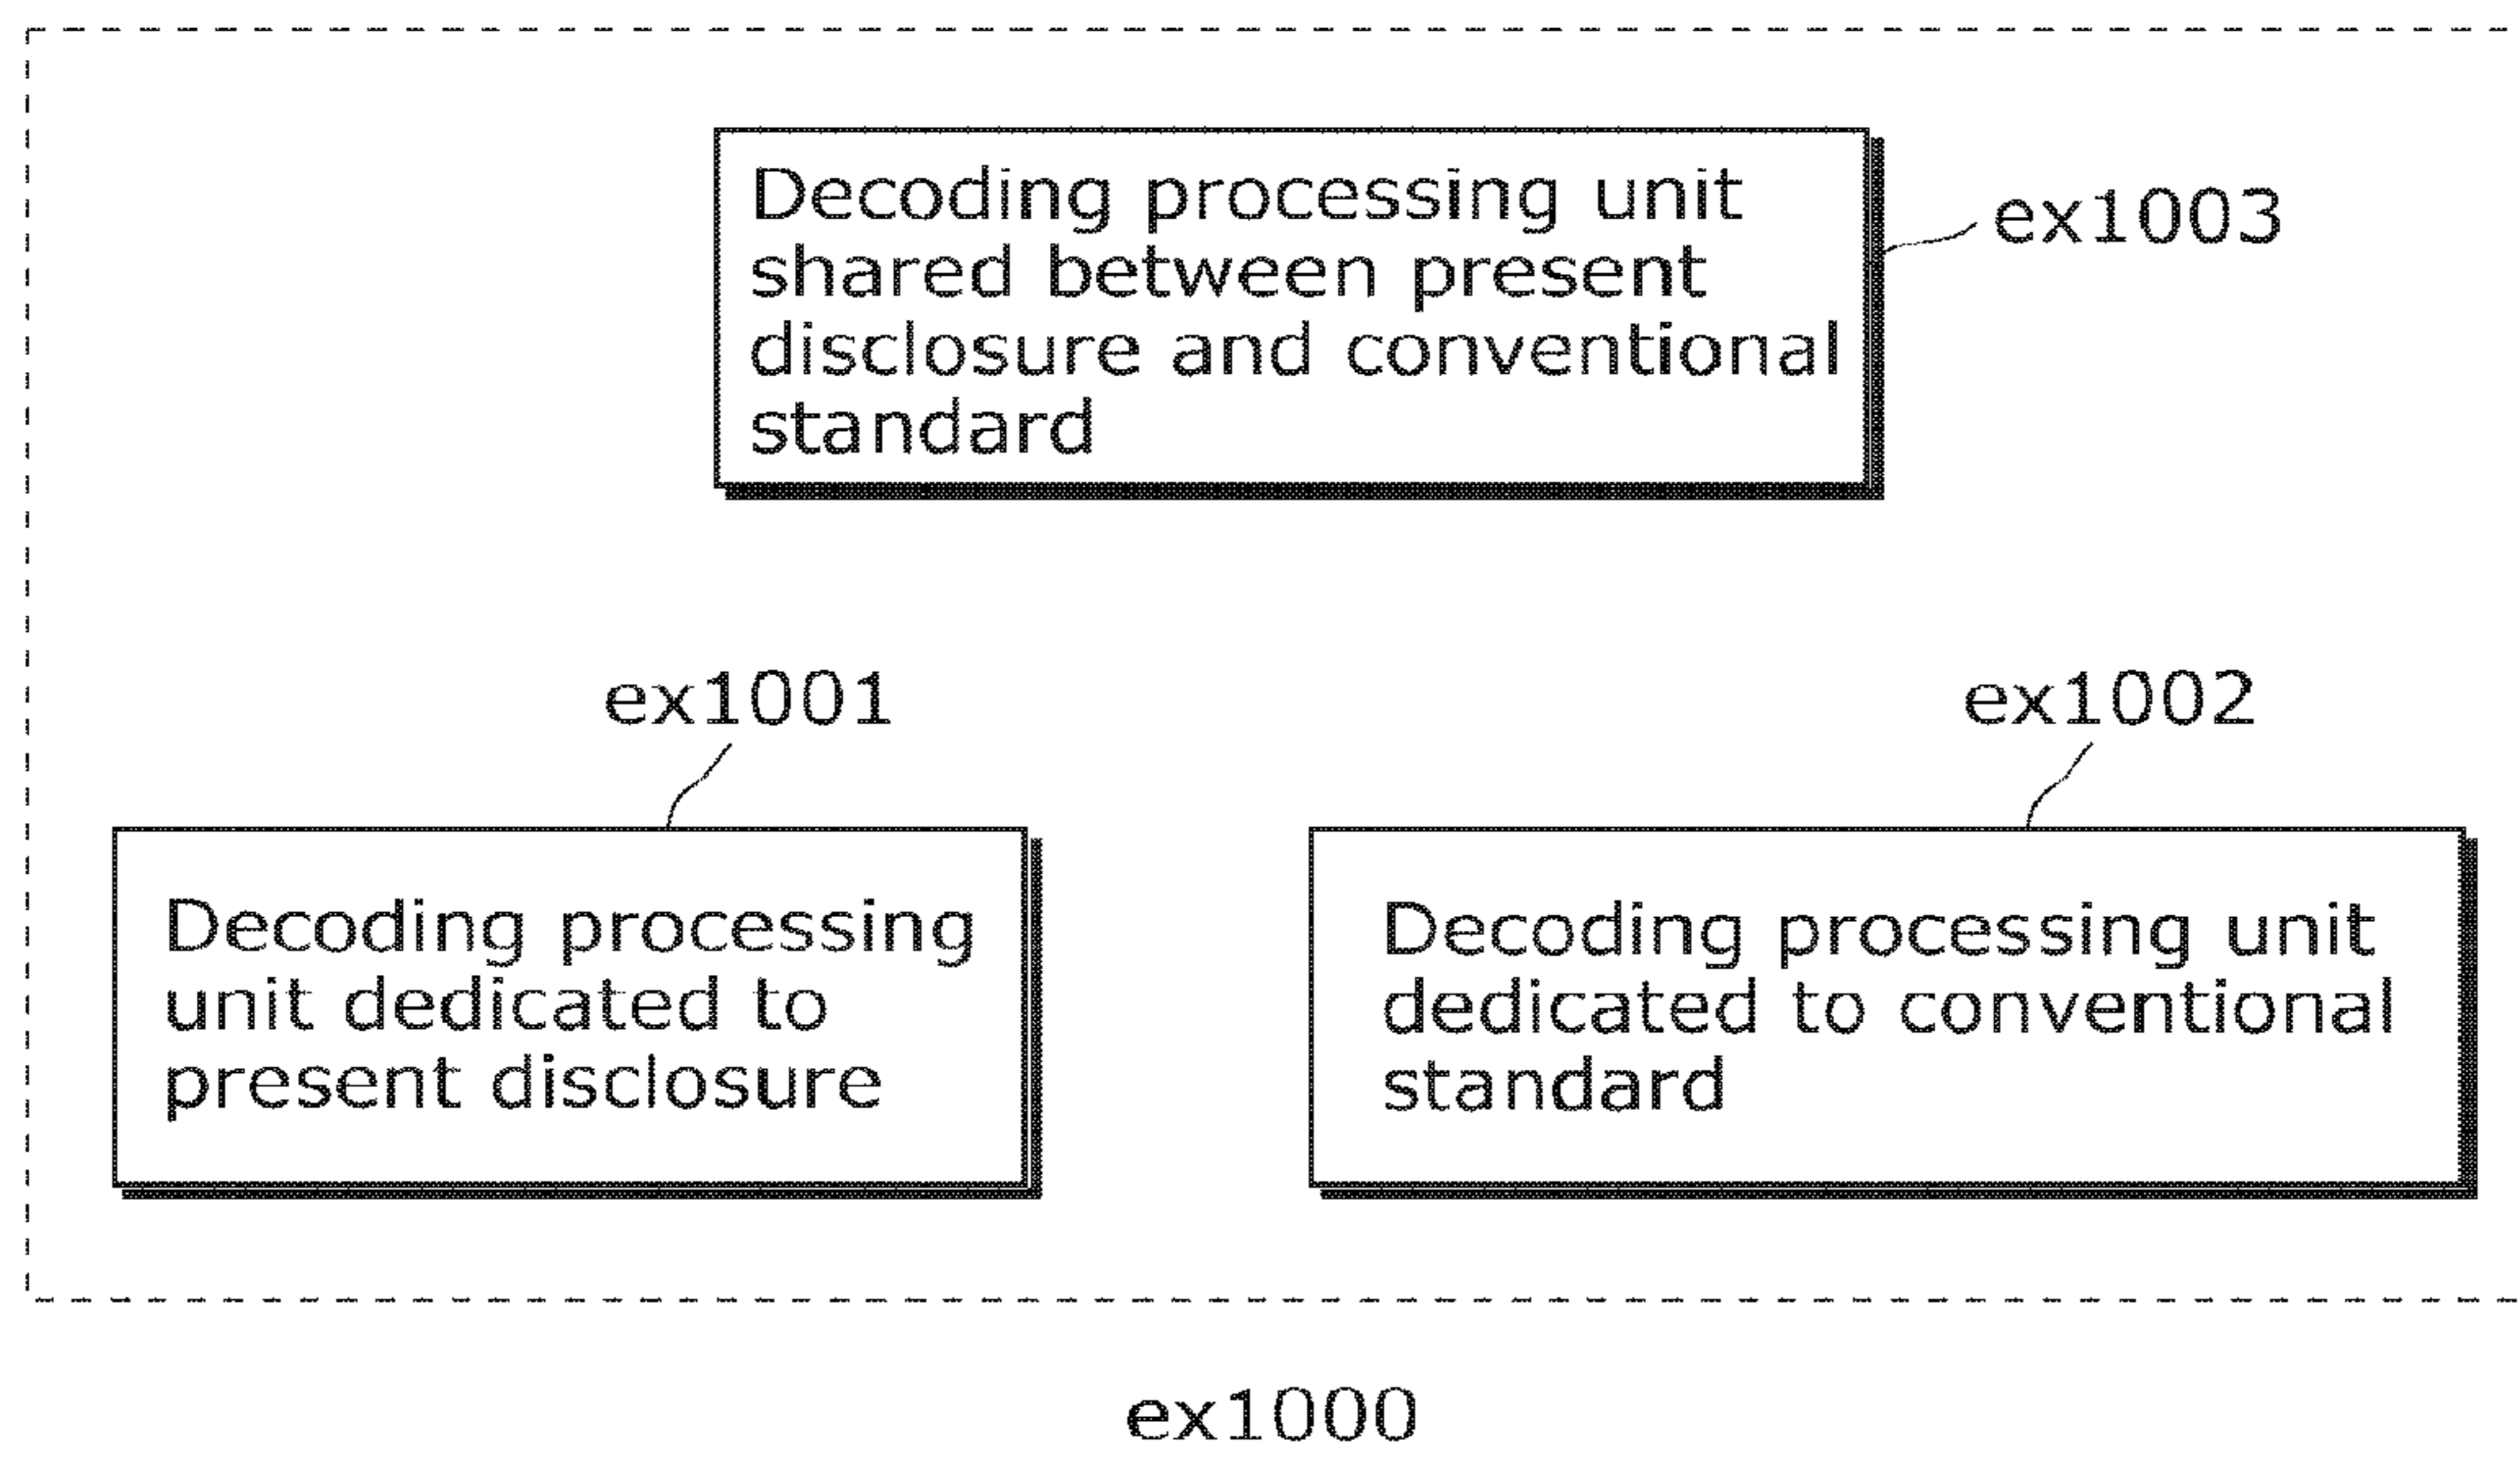 Decoding processing unit
shared between present
disclosure and conventional
standard
ex1003
ex1001
ex1002
Decoding processing
unit dedicated to
present disclosure
Decoding processing unit
dedicated to conventional
standard
ex1000